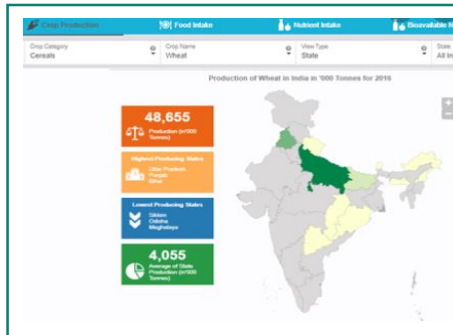 Crop Production
Food Intake
Nutrient Intake
Bioavailable N
Crop Category
Cereals
Crop Name
Wheat
View Type
State
State
All In
Production of Wheat in India in '000 Tonnes for 2016
48,655
Production (in'000
Tonnes)
Highest Producing States
Uttar Pradesh
Punjab
Bihar
Lowest Producing States
Sikkim
Odisha
Meghalaya
4,055
Average of State
Production (in'000
Tonnes)
+
−